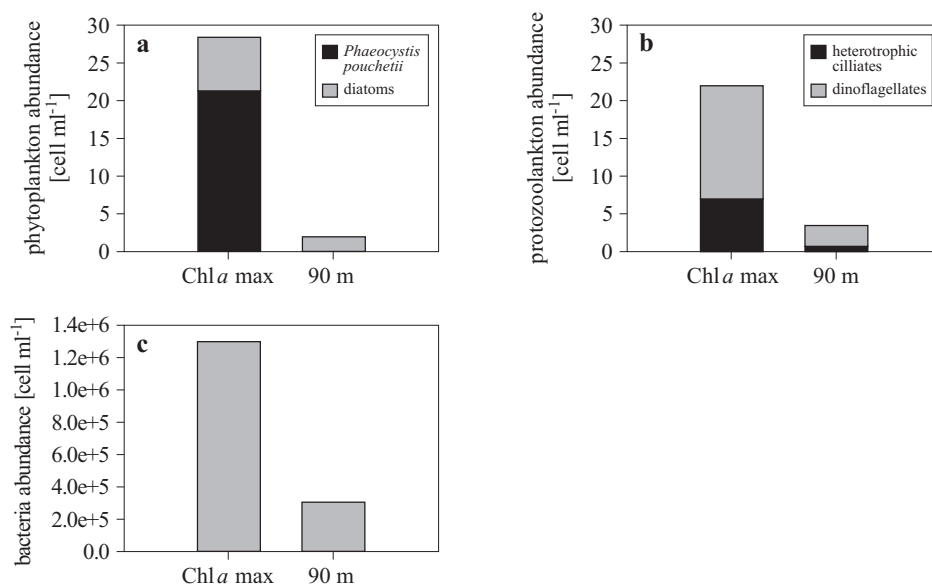 phytoplankton abundance
[cell ml-1]
30
25
20
15
10
5
0
a
Phaeocystis
pouchetii
diatoms
Chl a max
90 m
protozoolankton abundance
[cell ml-1]
30
25
20
15
10
5
0
b
heterotrophic
cilliates
dinoflagellates
Chl a max
90 m
bacteria abundance [cell ml-1]
1.4e+6
1.2e+6
1.0e+6
8.0e+5
6.0e+5
4.0e+5
2.0e+5
0.0
c
Chl a max
90 m